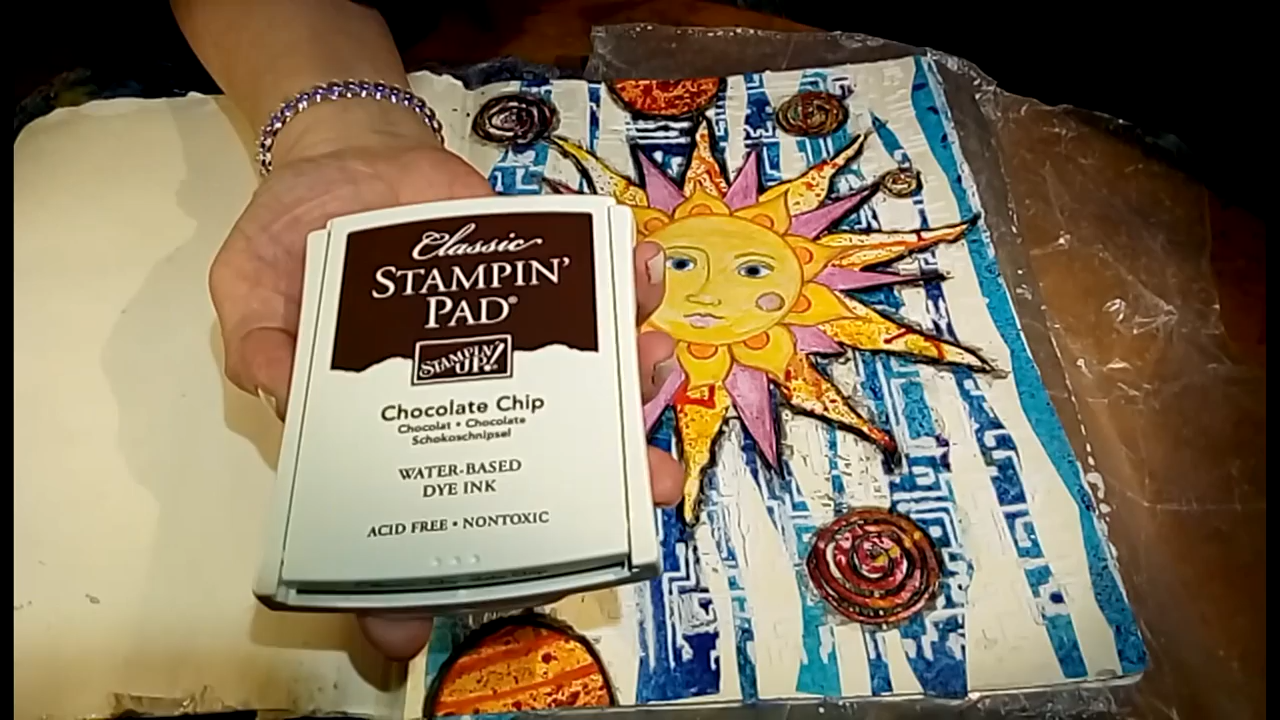 Classic
STAMPIN'
PAD®
STAMPIN'
UP!®
Chocolate Chip
Chocolat • Chocolate
Schokoschnipsel
WATER-BASED
DYE INK
ACID FREE • NONTOXIC